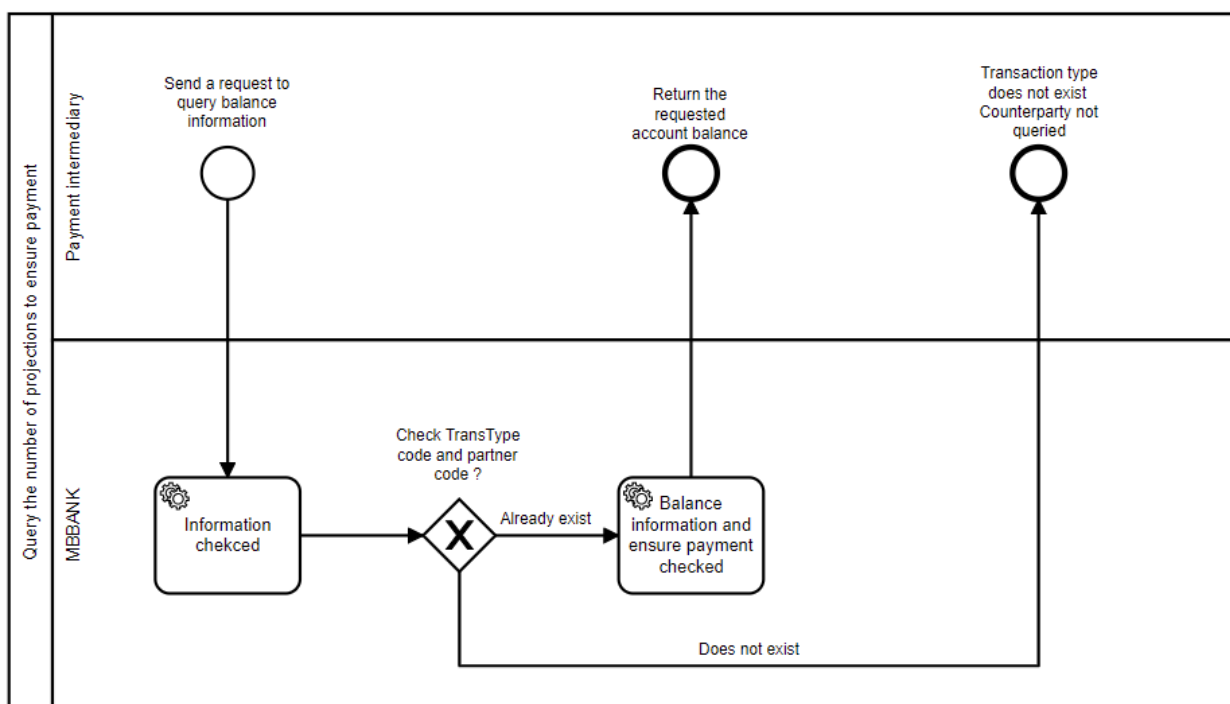 Query the number of projections to ensure payment
Payment intermediary
Send a request to
query balance
information
Return the
requested
account balance
Transaction type
does not exist
Counterparty not
queried
MBBANK
Information
chekced
Check TransType
code and partner
code ?
Already exist
Balance
information and
ensure payment
checked
Does not exist